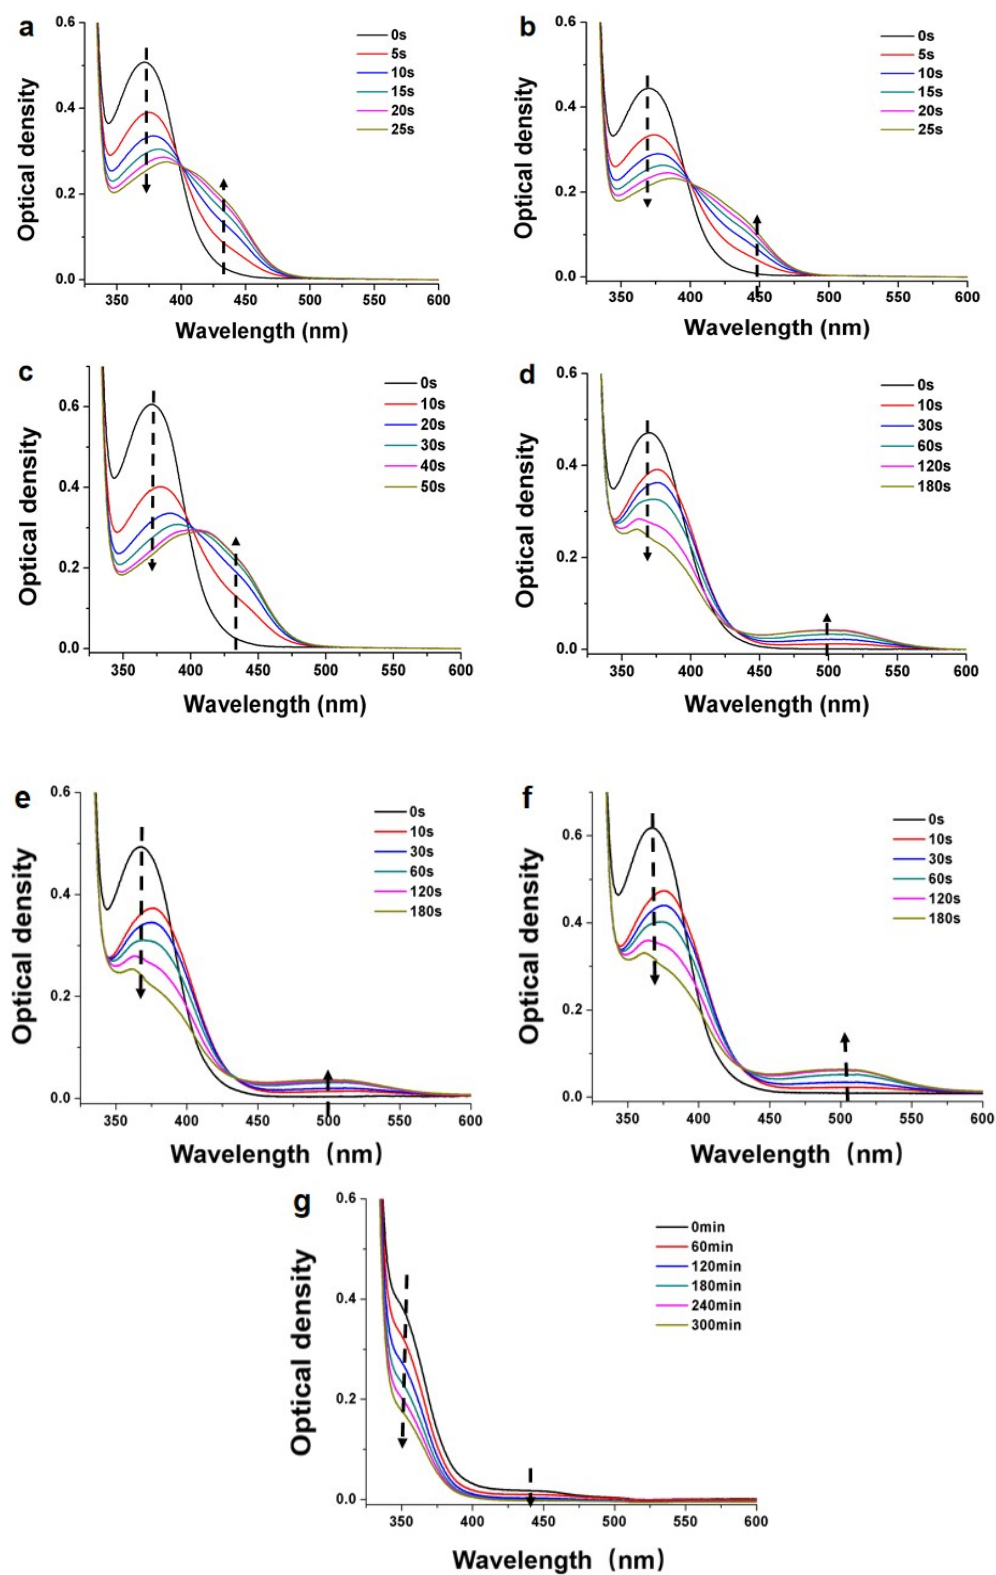 a
0.6
0.4
0.2
0.0
Optical density
0s
5s
10s
15s
20s
25s
350 400 450 500 550 600
Wavelength (nm)
b
0.6
0.4
0.2
0.0
Optical density
0s
5s
10s
15s
20s
25s
350 400 450 500 550 600
Wavelength (nm)
c
0.6
0.4
0.2
0.0
Optical density
0s
10s
20s
30s
40s
50s
350 400 450 500 550 600
Wavelength (nm)
d
0.6
0.4
0.2
0.0
Optical density
0s
10s
30s
60s
120s
180s
350 400 450 500 550 600
Wavelength (nm)
e
0.6
0.4
0.2
0.0
Optical density
0s
10s
30s
60s
120s
180s
350 400 450 500 550 600
Wavelength（nm）
f
0.6
0.4
0.2
0.0
Optical density
0s
10s
30s
60s
120s
180s
350 400 450 500 550 600
Wavelength（nm）
g
0.6
0.4
0.2
0.0
Optical density
0min
60min
120min
180min
240min
300min
350 400 450 500 550 600
Wavelength（nm）